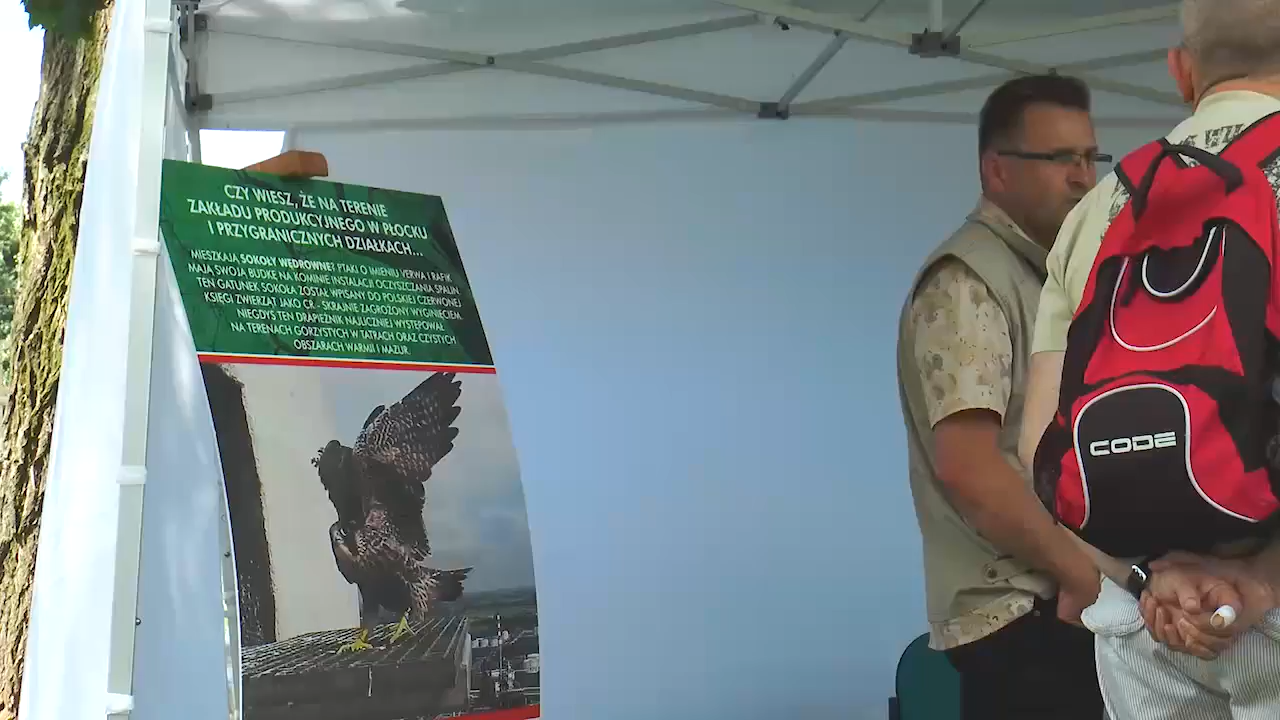 CZY WIESZ, ŻE NA TERENIE
ZAKŁADU PRODUKCYJNEGO W PŁOCKU
I PRZYGRANICZNYCH DZIAŁKACH...
MIESZKAJĄ SOKOŁY WĘDROWNE? PTAKI O IMIENIU VERWA I RAFIK
MAJĄ SWOJĄ BUDKĘ NA KOMINIE INSTALACJI OCZYSZCZANIA SPALIN.
TEN GATUNEK SOKOŁA ZOSTAŁ WPISANY DO POLSKIEJ CZERWONEJ
KSIĘGI ZWIERZĄT JAKO CR - SKRAJNIE ZAGROŻONY WYGINIĘCIEM.
NIEGDYŚ TEN DRAPIEŻNIK NAJLICZNIEJ WYSTĘPOWAŁ
NA TERENACH GÓRZYSTYCH W TATRACH ORAZ CZYSTYCH
OBSZARACH WARMII I MAZUR.
CODE